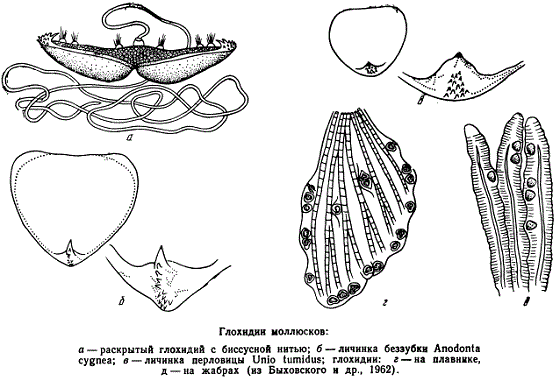 в
а
б
г
д
Глохидии моллюсков:
а — раскрытый глохидий с биссусной нитью; б — личинка беззубки Anodonta
cygnea; в — личинка перловицы Unio tumidus; глохидии: г — на плавнике,
д — на жабрах (из Быховского и др., 1962).